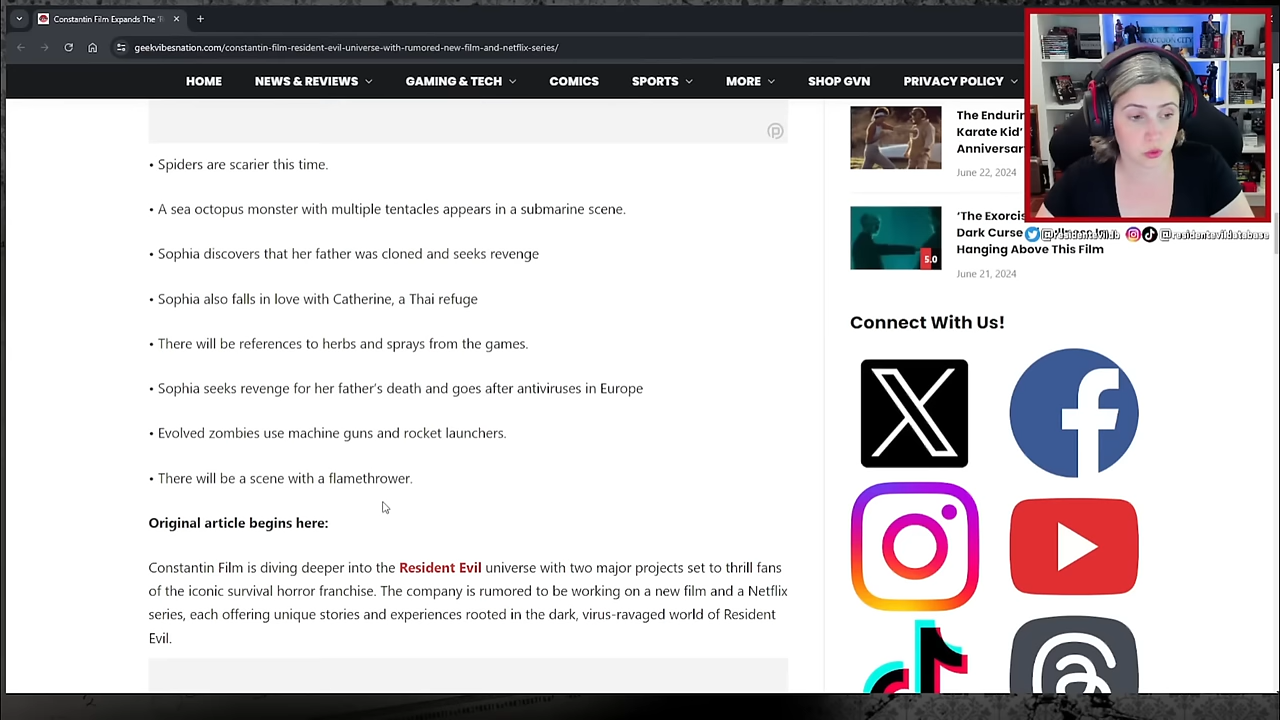 Constantin Film Expands The 'R
geekvibesnation.com/constantin-film-resident-evil-universe-with-rumored-new-film-and-netflix-series/
HOME NEWS & REVIEWS GAMING & TECH COMICS SPORTS MORE SHOP GVN PRIVACY POLICY
• Spiders are scarier this time.
• A sea octopus monster with multiple tentacles appears in a submarine scene.
• Sophia discovers that her father was cloned and seeks revenge
• Sophia also falls in love with Catherine, a Thai refuge
• There will be references to herbs and sprays from the games.
• Sophia seeks revenge for her father's death and goes after antiviruses in Europe
• Evolved zombies use machine guns and rocket launchers.
• There will be a scene with a flamethrower.
Original article begins here:
Constantin Film is diving deeper into the Resident Evil universe with two major projects set to thrill fans
of the iconic survival horror franchise. The company is rumored to be working on a new film and a Netflix
series, each offering unique stories and experiences rooted in the dark, virus-ravaged world of Resident
Evil.
The Endurin
Karate Kid'
Anniversar
June 22, 2024
'The Exorcis
Dark Curse
Hanging Above This Film
5.0
June 21, 2024
Connect With Us!
RACCOON CITY
@residentevildb @residentevildatabase